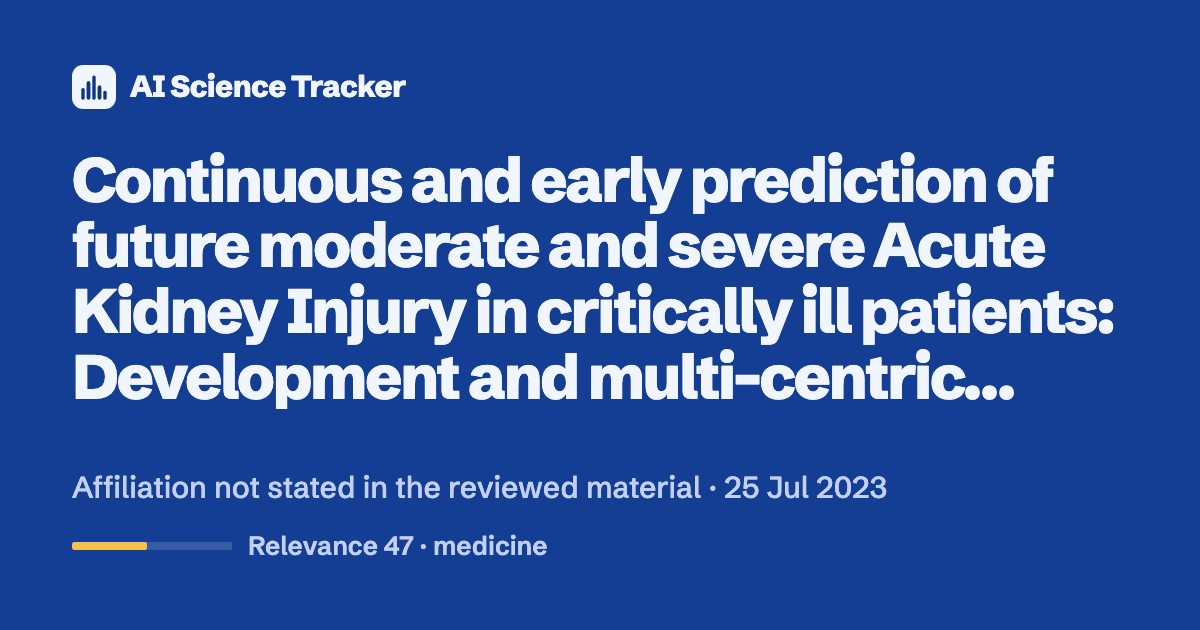 AI Science Tracker
Continuous and early prediction of
future moderate and severe Acute
Kidney Injury in critically ill patients:
Development and multi-centric...
Affiliation not stated in the reviewed material · 25 Jul 2023
Relevance 47 · medicine